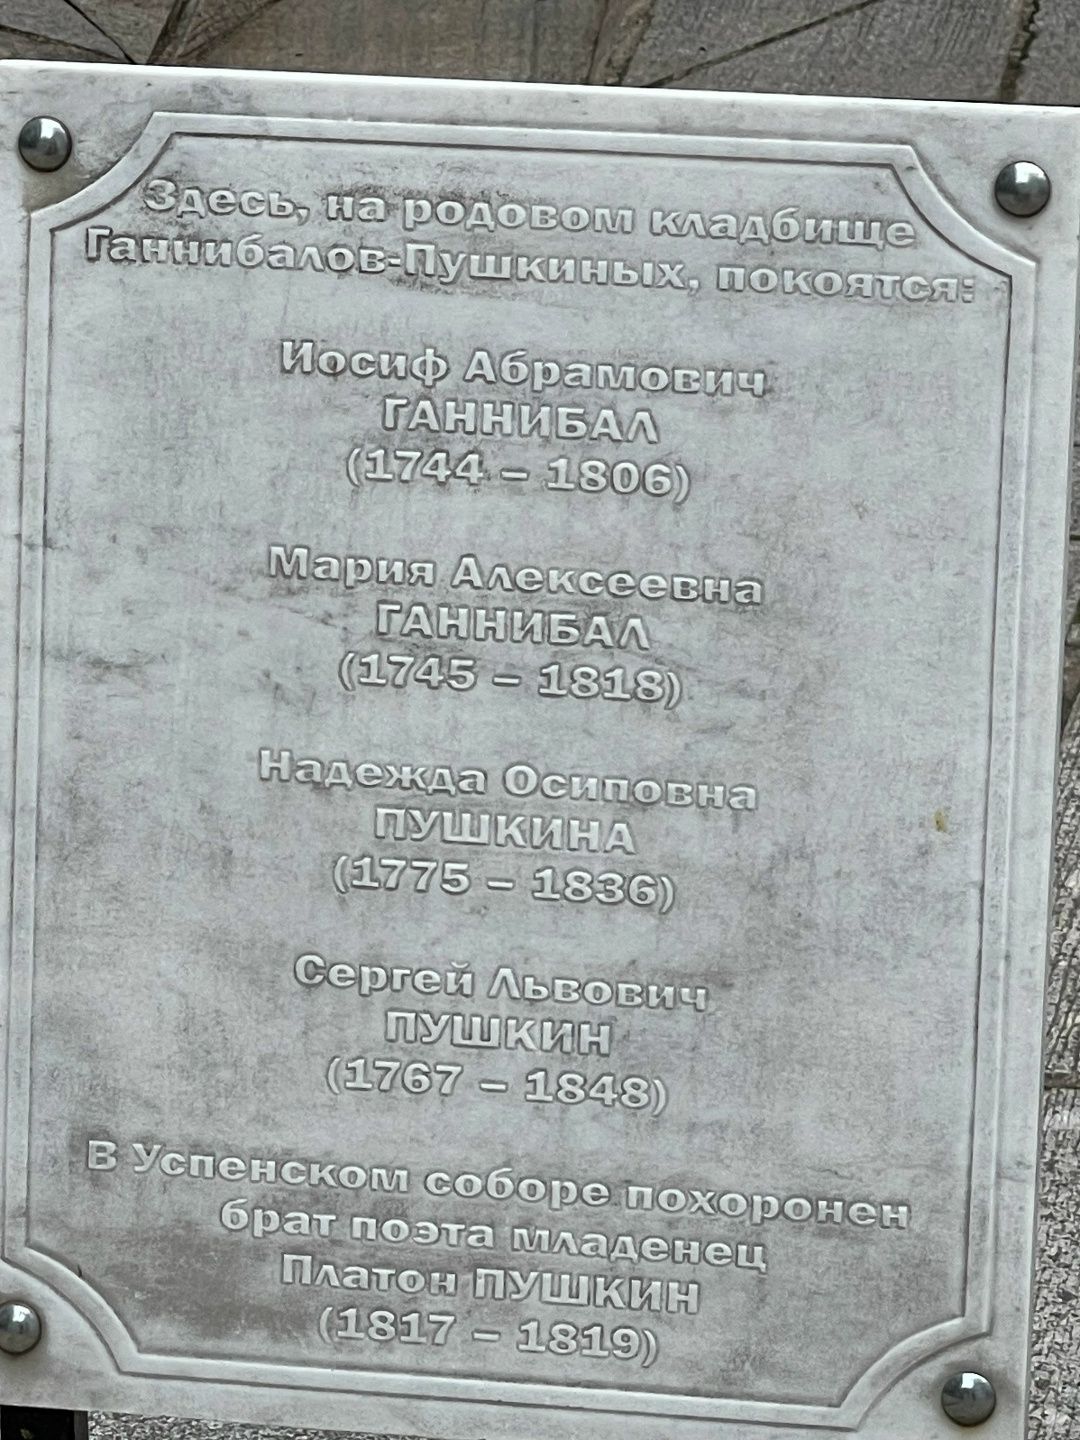 Здесь, на родовом кладбище
Ганнибалов-Пушкиных, покоятся:
Иосиф Абрамович
ГАННИБАЛ
(1744 – 1806)
Мария Алексеевна
ГАННИБАЛ
(1745 – 1818)
Надежда Осиповна
ПУШКИНА
(1775 – 1836)
Сергей Львович
ПУШКИН
(1767 – 1848)
В Успенском соборе похоронен
брат поэта младенец
Платон ПУШКИН
(1817 – 1819)